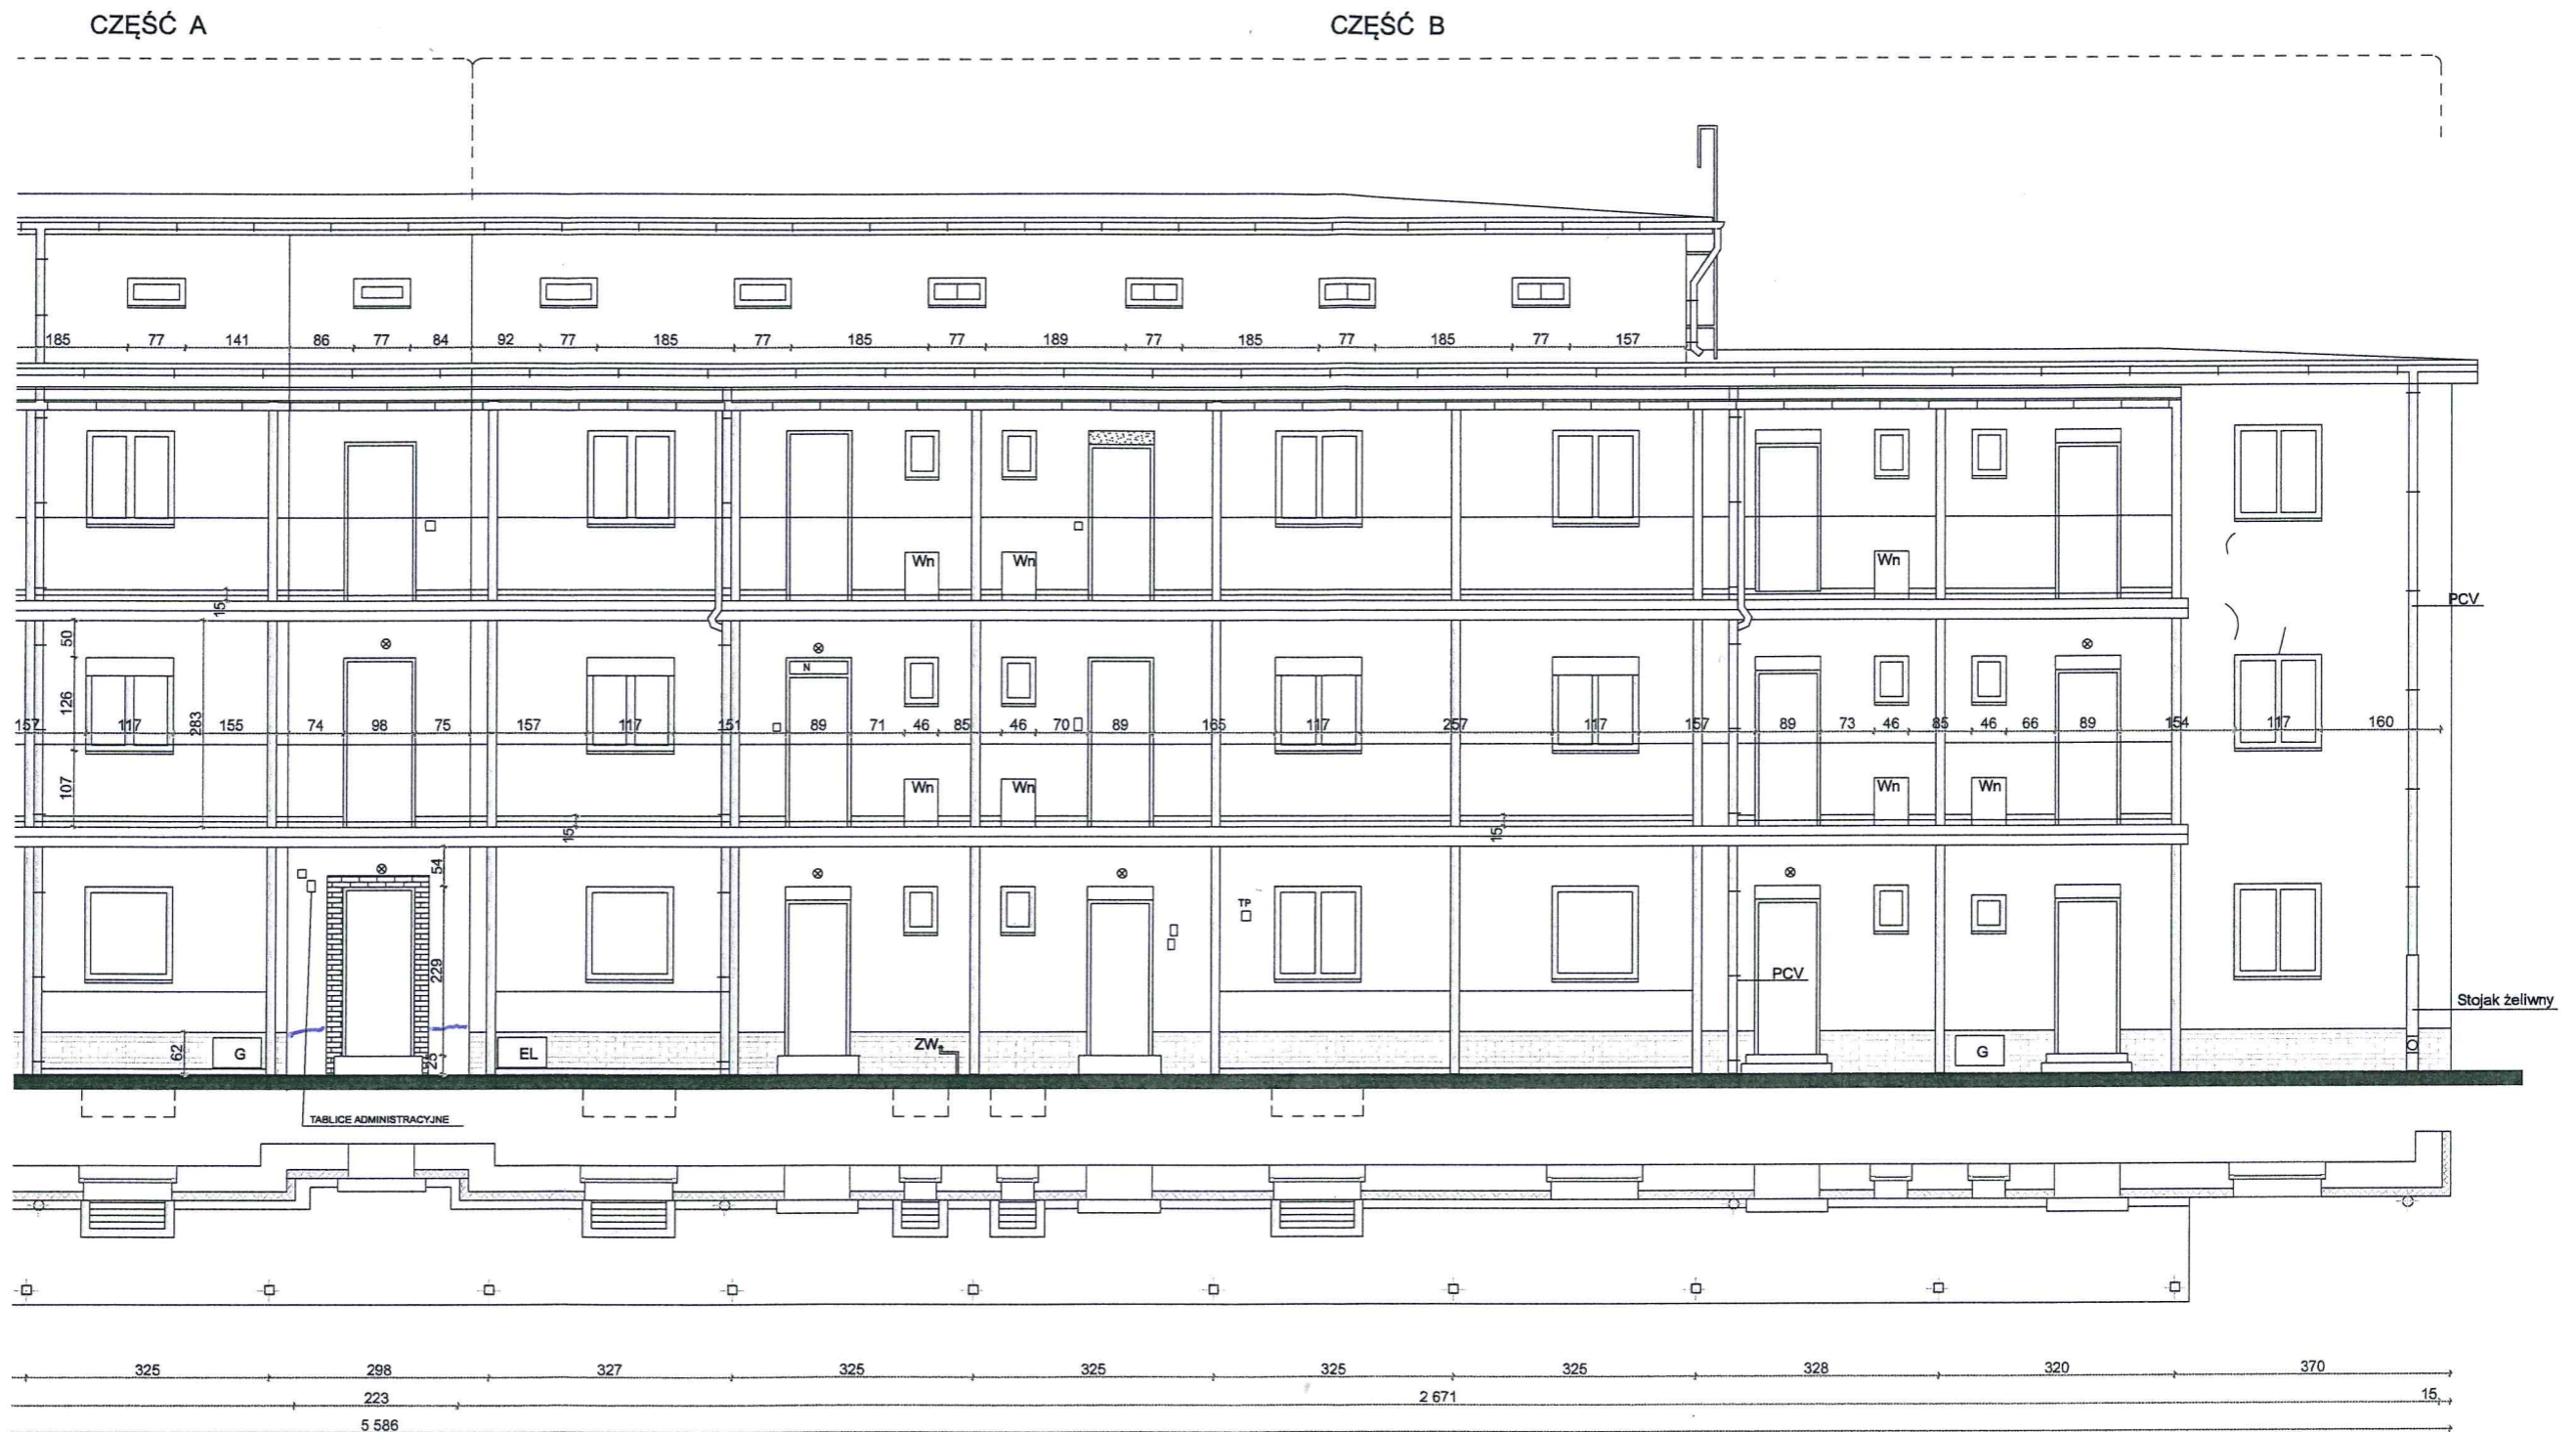 CZĘŚĆ A CZĘŚĆ B
185 77 141 86 77 84 92 77 185 77 185 77 189 77 185 77 185 77 157
Wn Wn Wn
PCV
15
50
N
126
283
157 117 155 74 98 75 157 117 151 89 71 46 85 46 70 89 165 117 257 117 157 89 73 46 85 46 66 89 154 117 160
107
Wn Wn Wn Wn
15 15
54
TP
229
PCV
Stojak żeliwny
62 G 25 EL ZW G
TABLICE ADMINISTRACYJNE
325 298 327 325 325 325 325 328 320 370
223 2 671 15
5 586